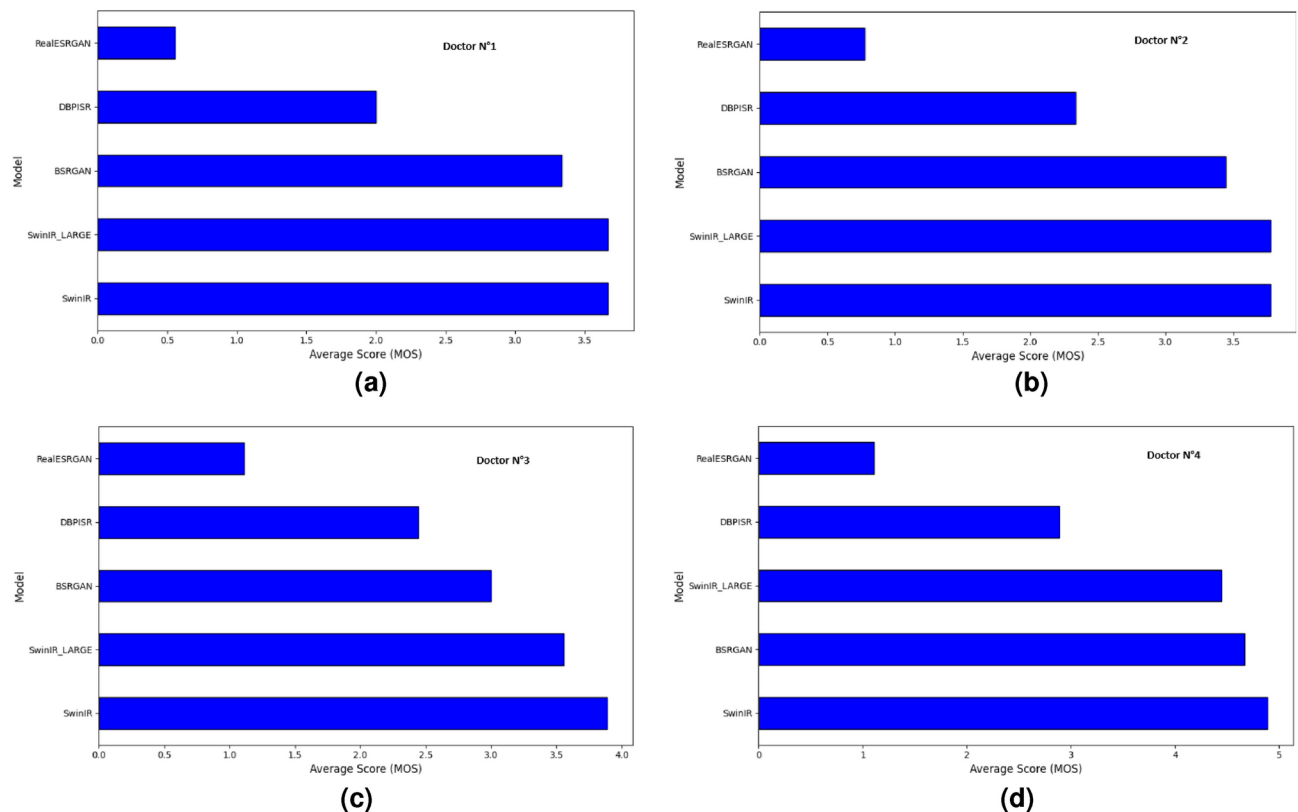 Doctor N°1
Model
RealESRGAN
DBPISR
BSRGAN
SwinIR_LARGE
SwinIR
0.0 0.5 1.0 1.5 2.0 2.5 3.0 3.5
Average Score (MOS)
(a)
Doctor N°2
Model
RealESRGAN
DBPISR
BSRGAN
SwinIR_LARGE
SwinIR
0.0 0.5 1.0 1.5 2.0 2.5 3.0 3.5
Average Score (MOS)
(b)
Doctor N°3
Model
RealESRGAN
DBPISR
BSRGAN
SwinIR_LARGE
SwinIR
0.0 0.5 1.0 1.5 2.0 2.5 3.0 3.5 4.0
Average Score (MOS)
(c)
Doctor N°4
Model
RealESRGAN
DBPISR
SwinIR_LARGE
BSRGAN
SwinIR
0 1 2 3 4 5
Average Score (MOS)
(d)